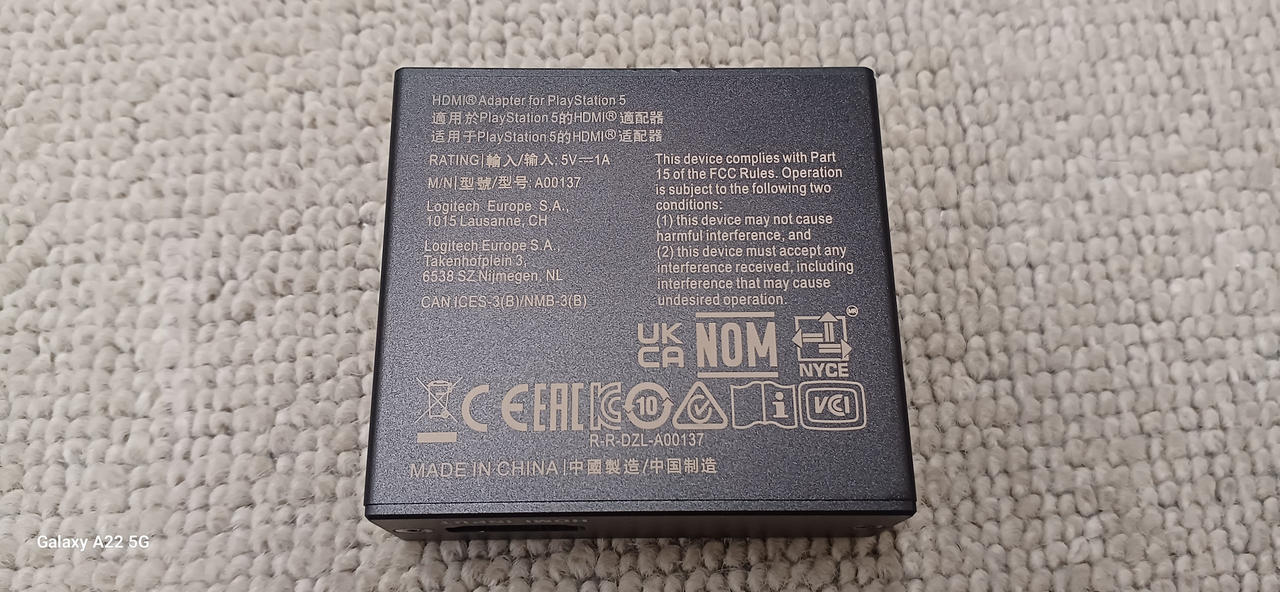 HDMI® Adapter for PlayStation 5
適用於PlayStation 5的HDMI® 適配器
适用于PlayStation 5的HDMI® 适配器
RATING|輸入/输入: 5V⎓1A
M/N|型號/型号: A00137
Logitech Europe S.A.,
1015 Lausanne, CH
Logitech Europe S.A.,
Takenhofplein 3,
6538 SZ Nijmegen, NL
CAN ICES-3(B)/NMB-3(B)
This device complies with Part
15 of the FCC Rules. Operation
is subject to the following two
conditions:
(1) this device may not cause
harmful interference, and
(2) this device must accept any
interference received, including
interference that may cause
undesired operation.
UK
CA
NOM
NYCE
CE EAC KC 10 i VCI
R-R-DZL-A00137
MADE IN CHINA|中國製造/中国制造
Galaxy A22 5G